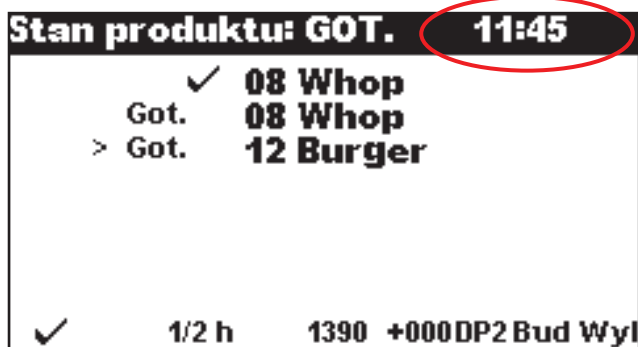 Stan produktu: GOT. 11:45
✓ 08 Whop
Got. 08 Whop
> Got. 12 Burger
✓ 1/2 h 1390 +000 DP2 Bud Wył